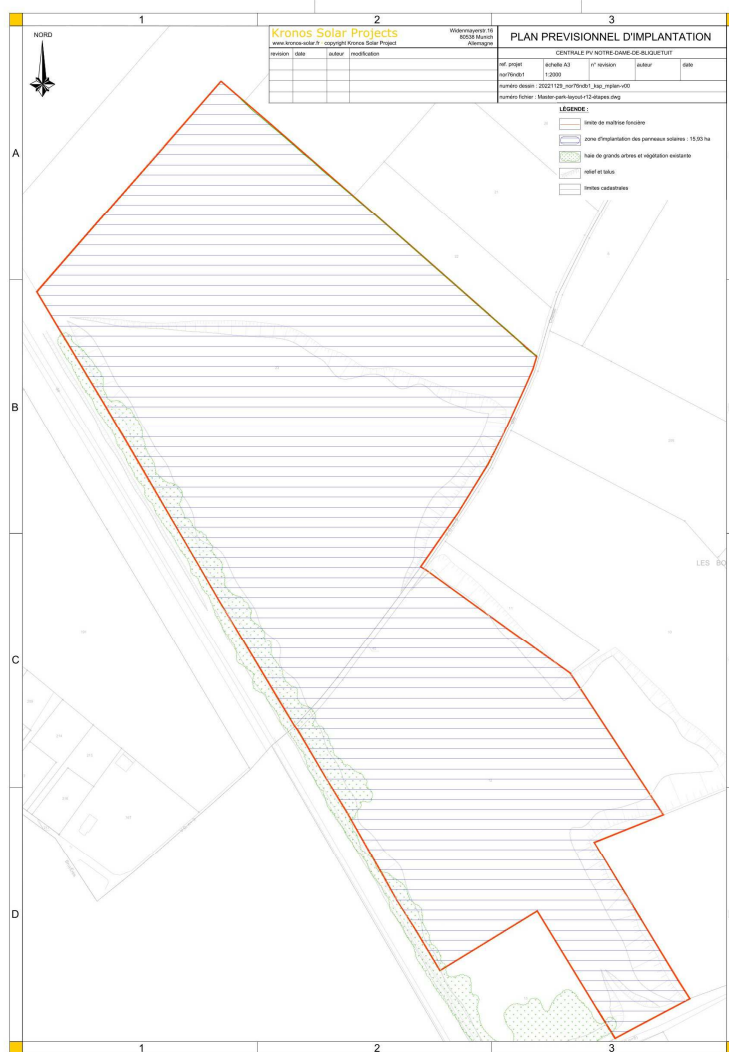 1
2
3
NORD
Kronos Solar Projects
www.kronos-solar.fr copyright Kronos Solar Project
Widenmayerstr.16
80538 Munich
Allemagne
revision date auteur modification
PLAN PREVISIONNEL D'IMPLANTATION
CENTRALE PV NOTRE-DAME-DE-BLIQUETUIT
réf. projet échelle A3 n° revision auteur date
nor76ndb1 1:2000
numéro dessin : 20221129_nor76ndb1_ksp_mplan-v00
numéro fichier : Master-park-layout-r12-étapes.dwg
LÉGENDE :
limite de maîtrise foncière
zone d'implantation des panneaux solaires : 15,93 ha
haie de grands arbres et végétation existante
relief et talus
limites cadastrales
A
B
C
LES BO
D
1
2
3